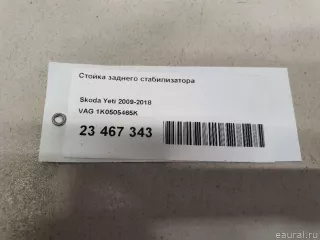 Стойка заднего стабилизатора
Skoda Yeti 2009-2018
VAG 1K0505465K
23 467 343
eaural.ru